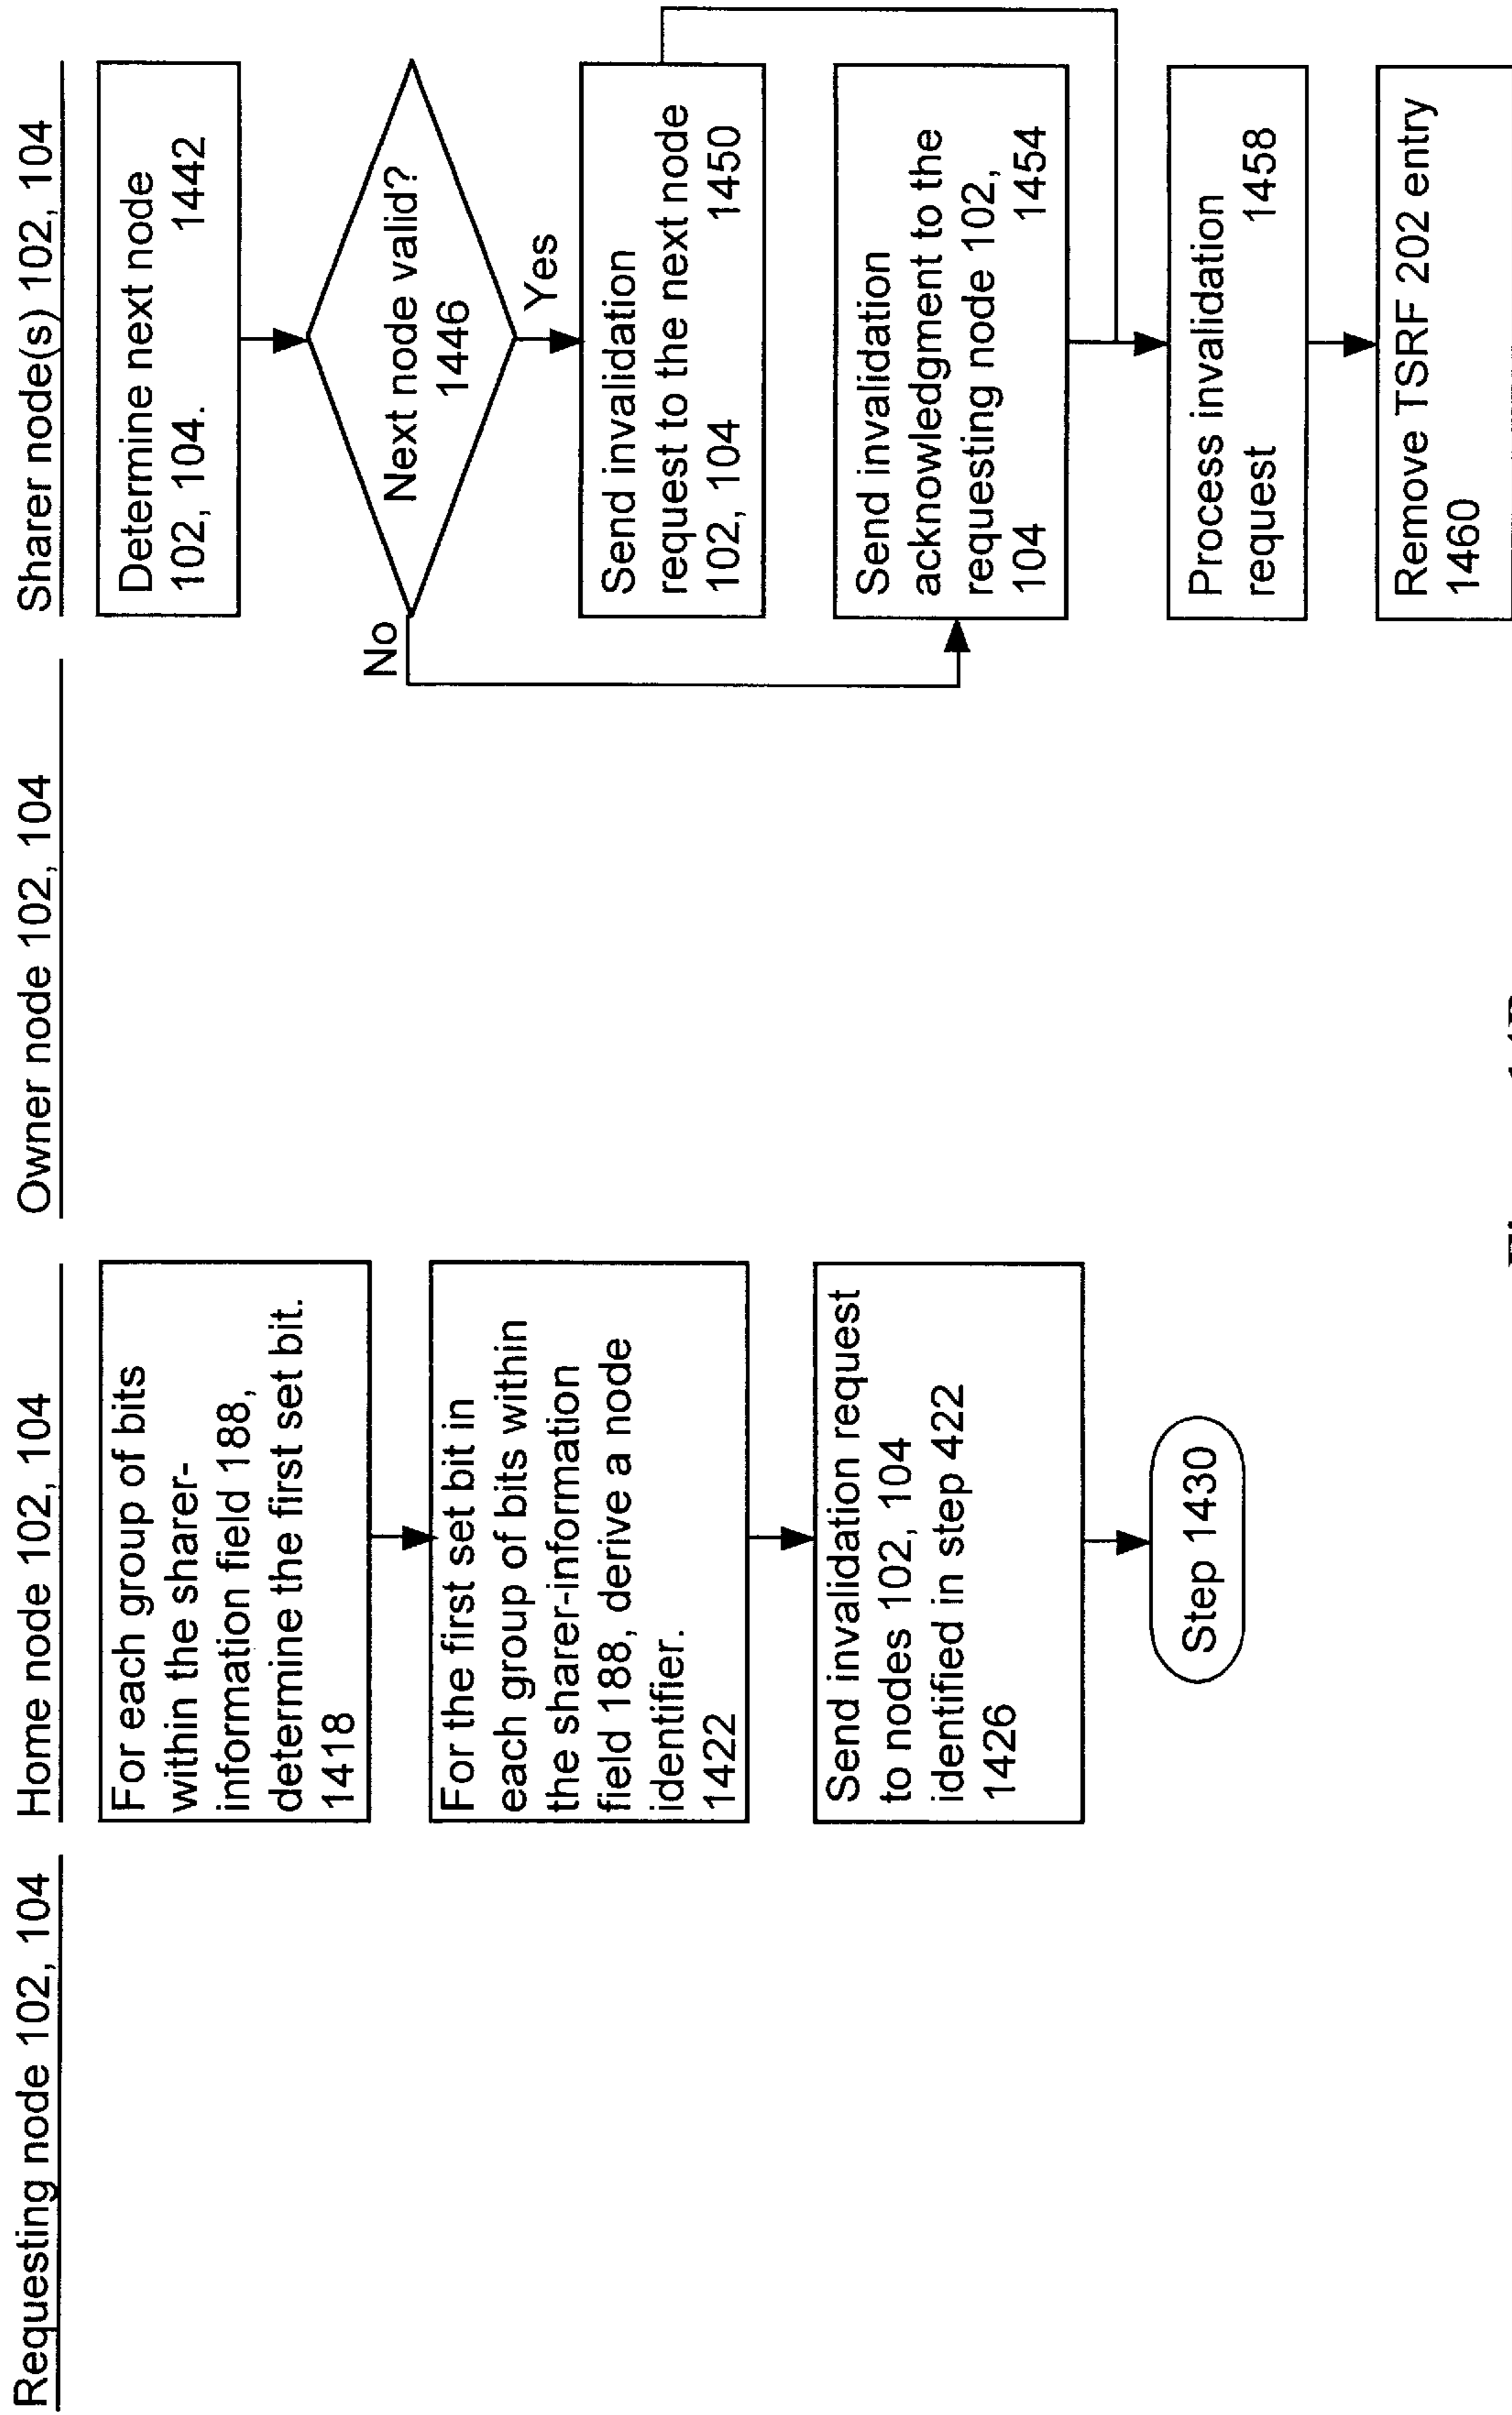 Requesting node 102, 104
Home node 102, 104
Owner node 102, 104
Sharer node(s) 102, 104
For each group of bits
within the sharer-
information field 188,
determine the first set bit.
1418
For the first set bit in
each group of bits within
the sharer-information
field 188, derive a node
identifier.
1422
Send invalidation request
to nodes 102, 104
identified in step 422
1426
Step 1430
Determine next node
102, 104. 1442
Next node valid?
1446
No
Yes
Send invalidation
request to the next node
102, 104 1450
Send invalidation
acknowledgment to the
requesting node 102,
104 1454
Process invalidation
request 1458
Remove TSRF 202 entry
1460